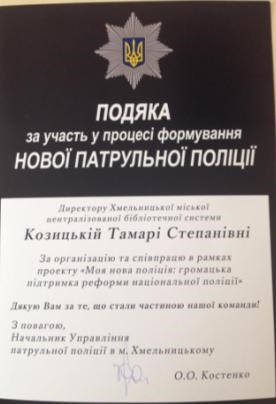 ПОДЯКА
за участь у процесі формування
НОВОЇ ПАТРУЛЬНОЇ ПОЛІЦІЇ
Директору Хмельницької міської
централізованої бібліотечної системи
Козицькій Тамарі Степанівні
За організацію та співпрацю в рамках
проекту «Моя нова поліція: громадська
підтримка реформи національної поліції»
Дякую Вам за те, що стали частиною нашої команди!
З повагою,
Начальник Управління
патрульної поліції в м. Хмельницькому
О.О. Костенко